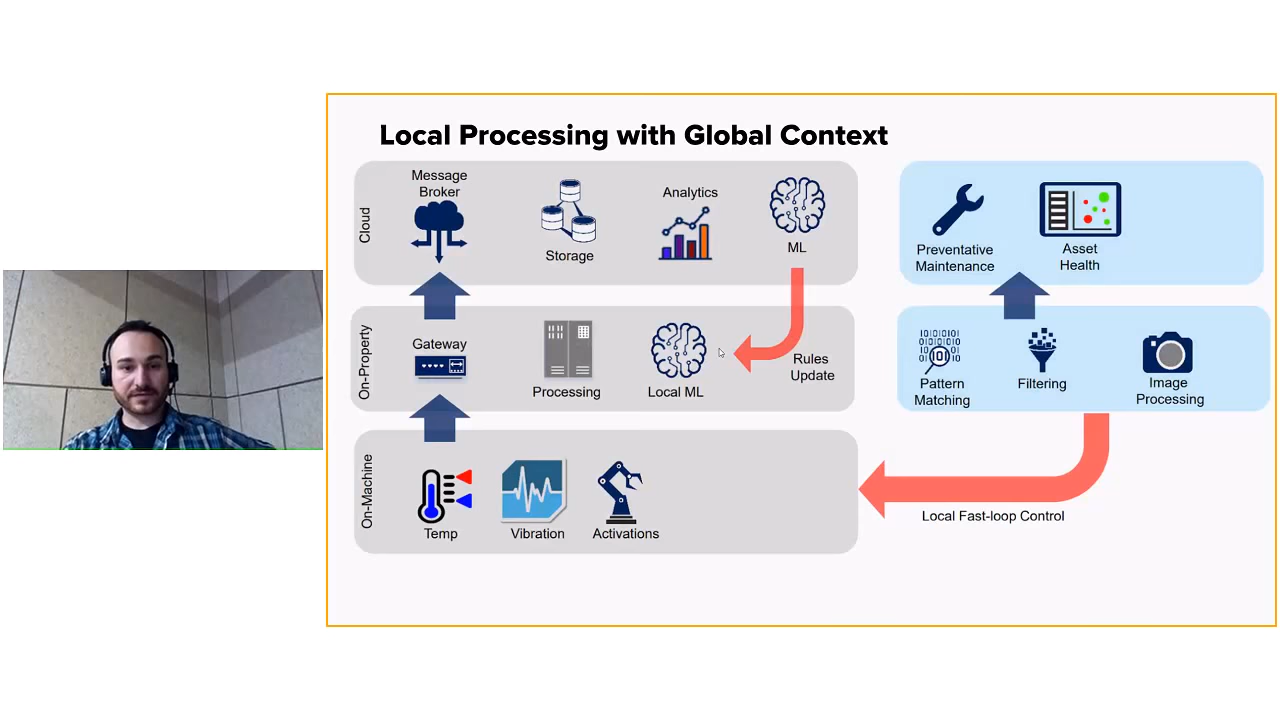 Local Processing with Global Context
Cloud
Message
Broker
Storage
Analytics
ML
Preventative
Maintenance
Asset
Health
On-Property
Gateway
Processing
Local ML
Rules
Update
Pattern
Matching
Filtering
Image
Processing
On-Machine
Temp
Vibration
Activations
Local Fast-loop Control